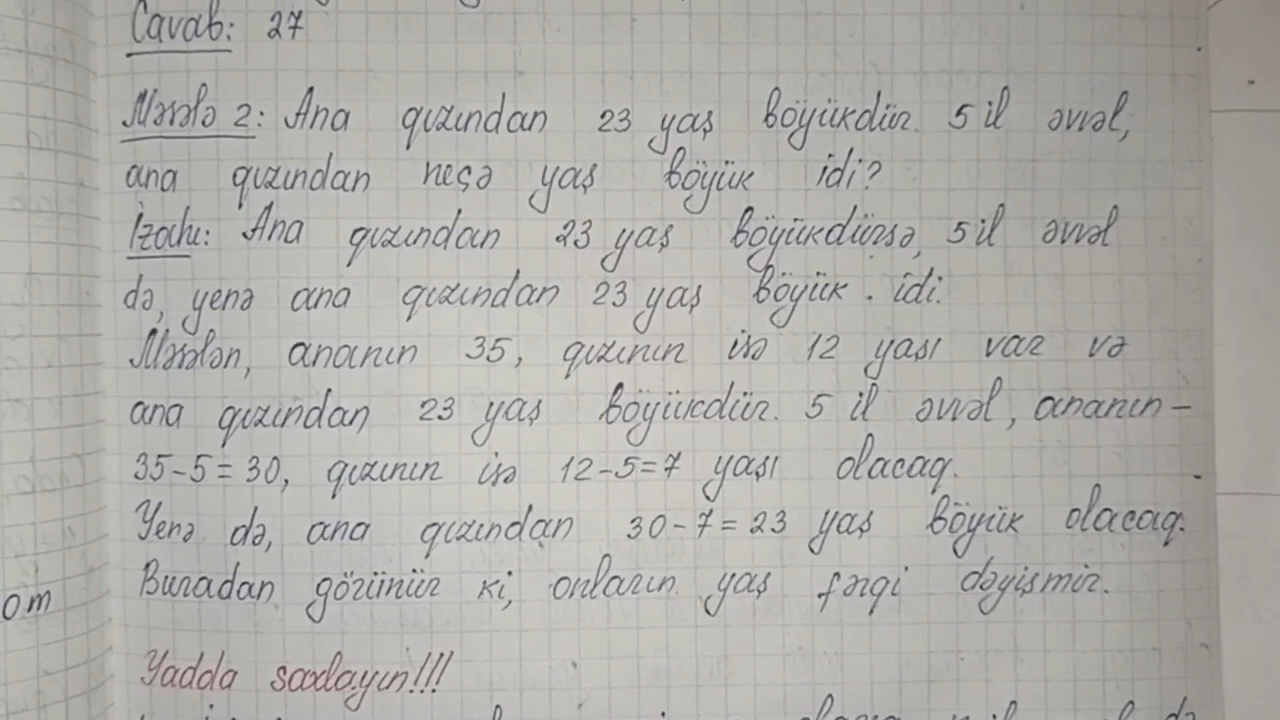 Cavab: 27
Məsələ 2: Ana qızından 23 yaş böyükdür. 5 il əvvəl,
ana qızından neçə yaş böyük idi?
İzahı: Ana qızından 23 yaş böyükdürsə, 5 il əvvəl
də, yenə ana qızından 23 yaş böyük . idi.
Məsələn, ananın 35, qızının isə 12 yaşı var və
ana qızından 23 yaş böyükdür. 5 il əvvəl, ananın -
35-5=30, qızının isə 12-5=7 yaşı olacaq.
Yenə də, ana qızından 30-7=23 yaş böyük olacaq.
Buradan görünür ki, onların yaş fərqi dəyişmir.
om
Yadda saxlayın!!!